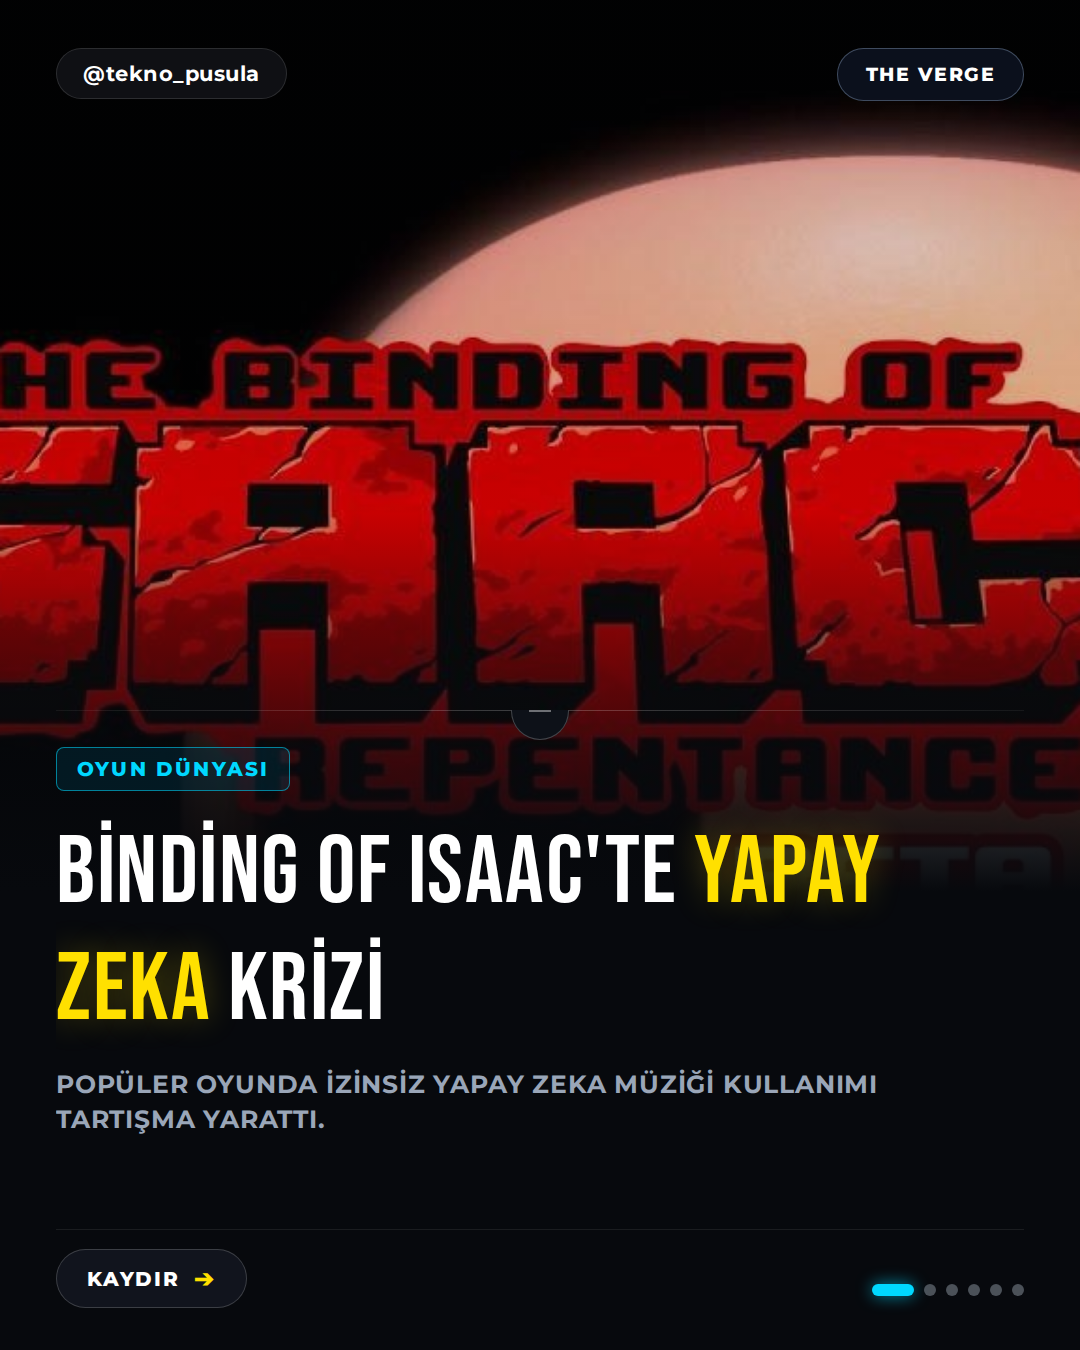 @tekno_pusula
THE VERGE
HE BINDING OF
AAC
REPENTANCE
OYUN DÜNYASI
BİNDİNG OF ISAAC'TE YAPAY
ZEKA KRİZİ
POPÜLER OYUNDA İZİNSİZ YAPAY ZEKA MÜZİĞİ KULLANIMI
TARTIŞMA YARATTI.
KAYDIR ➔